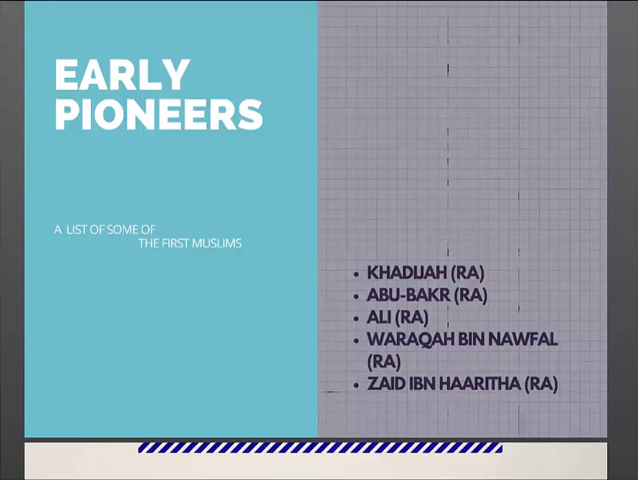 EARLY
PIONEERS
A LIST OF SOME OF
THE FIRST MUSLIMS
• KHADIJAH (RA)
• ABU-BAKR (RA)
• ALI (RA)
• WARAQAH BIN NAWFAL
(RA)
• ZAID IBN HAARITHA (RA)